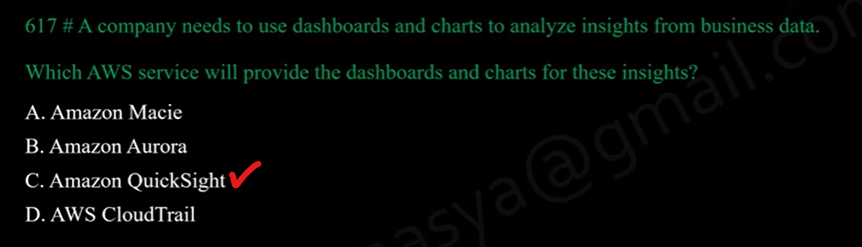 617 # A company needs to use dashboards and charts to analyze insights from business data.
Which AWS service will provide the dashboards and charts for these insights?
A. Amazon Macie
B. Amazon Aurora
C. Amazon QuickSight
D. AWS CloudTrail